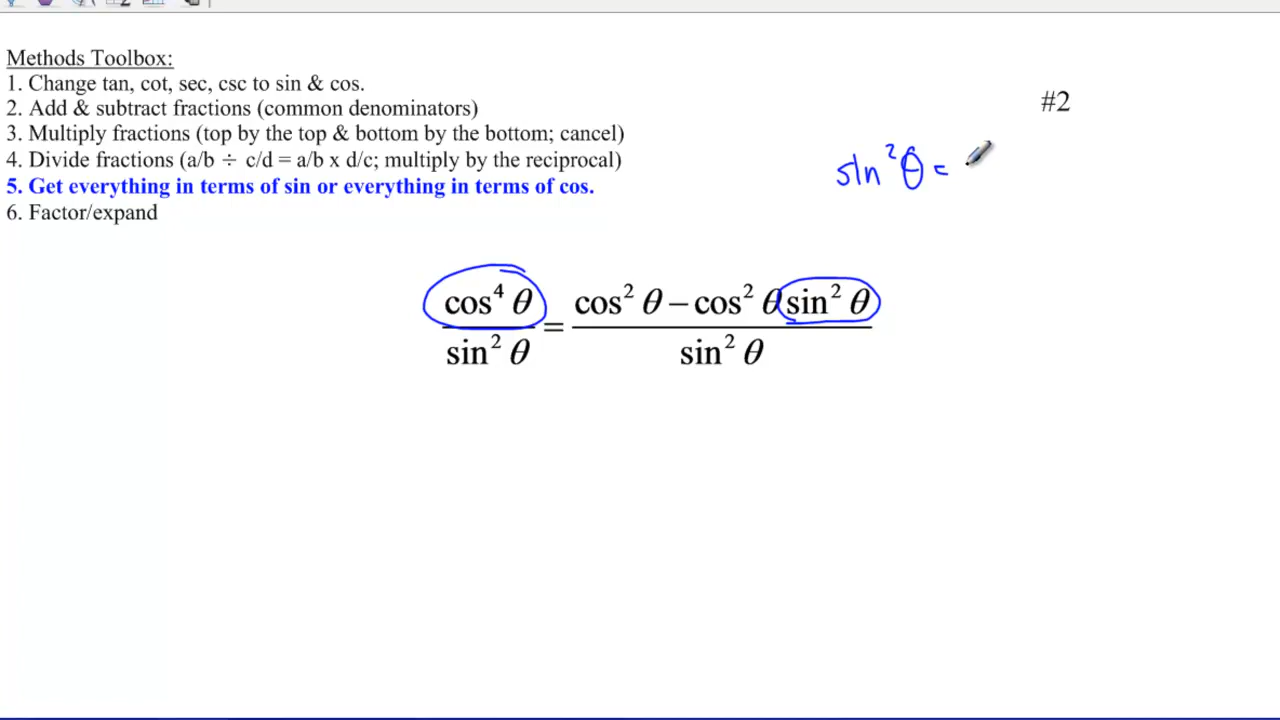 Methods Toolbox:
1. Change tan, cot, sec, csc to sin & cos.
2. Add & subtract fractions (common denominators)
#2
3. Multiply fractions (top by the top & bottom by the bottom; cancel)
4. Divide fractions (a/b ÷ c/d = a/b x d/c; multiply by the reciprocal)
sin²θ =
5. Get everything in terms of sin or everything in terms of cos.
6. Factor/expand
cos⁴ θ / sin² θ = cos² θ – cos² θ sin² θ / sin² θ